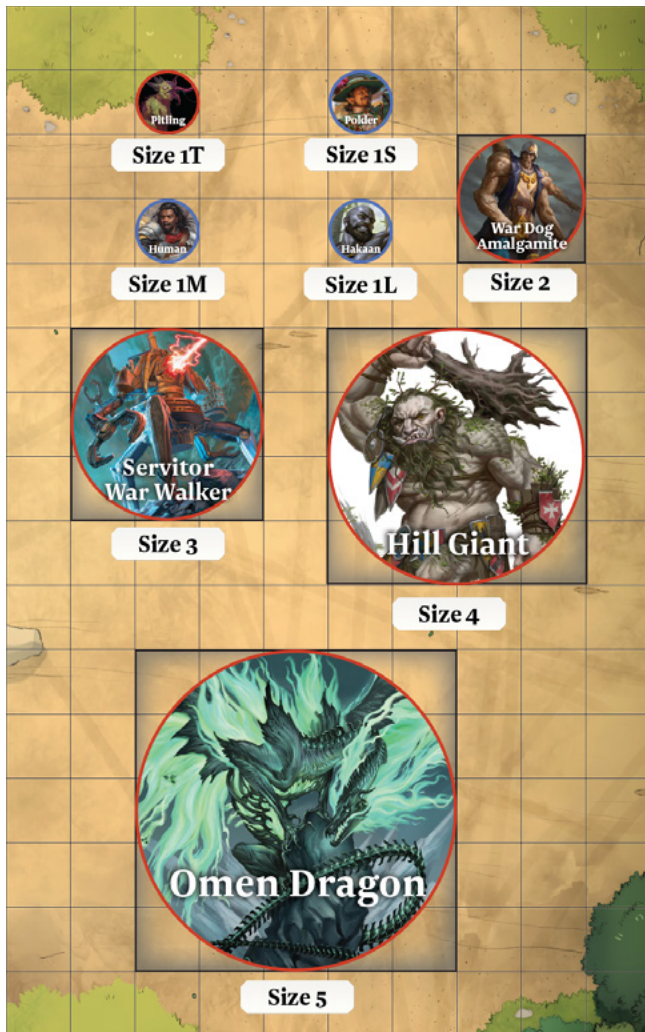 Pitling
Polder
Size 1T
Size 1S
War Dog
Amalgamite
Human
Hakaan
Size 1M
Size 1L
Size 2
Servitor
War Walker
Size 3
Hill Giant
Size 4
Omen Dragon
Size 5